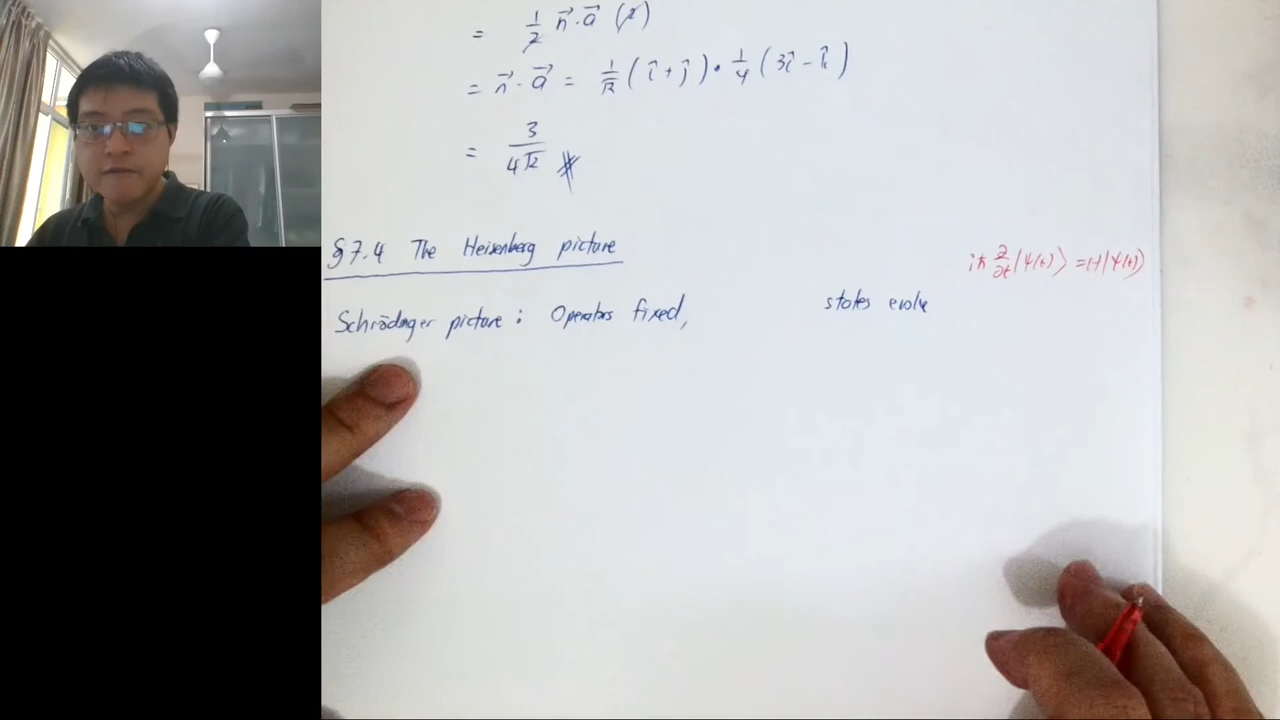 = 1/2 n⃗·a⃗ (2)
= n⃗·a⃗ = 1/√2 (î + ĵ) · 1/4 (3î − k̂)
= 3/(4√2) ※
§7.4 The Heisenberg picture
iħ ∂/∂t |Ψ(t)⟩ = H|Ψ(t)⟩
Schrödinger picture : Operators fixed, states evolve